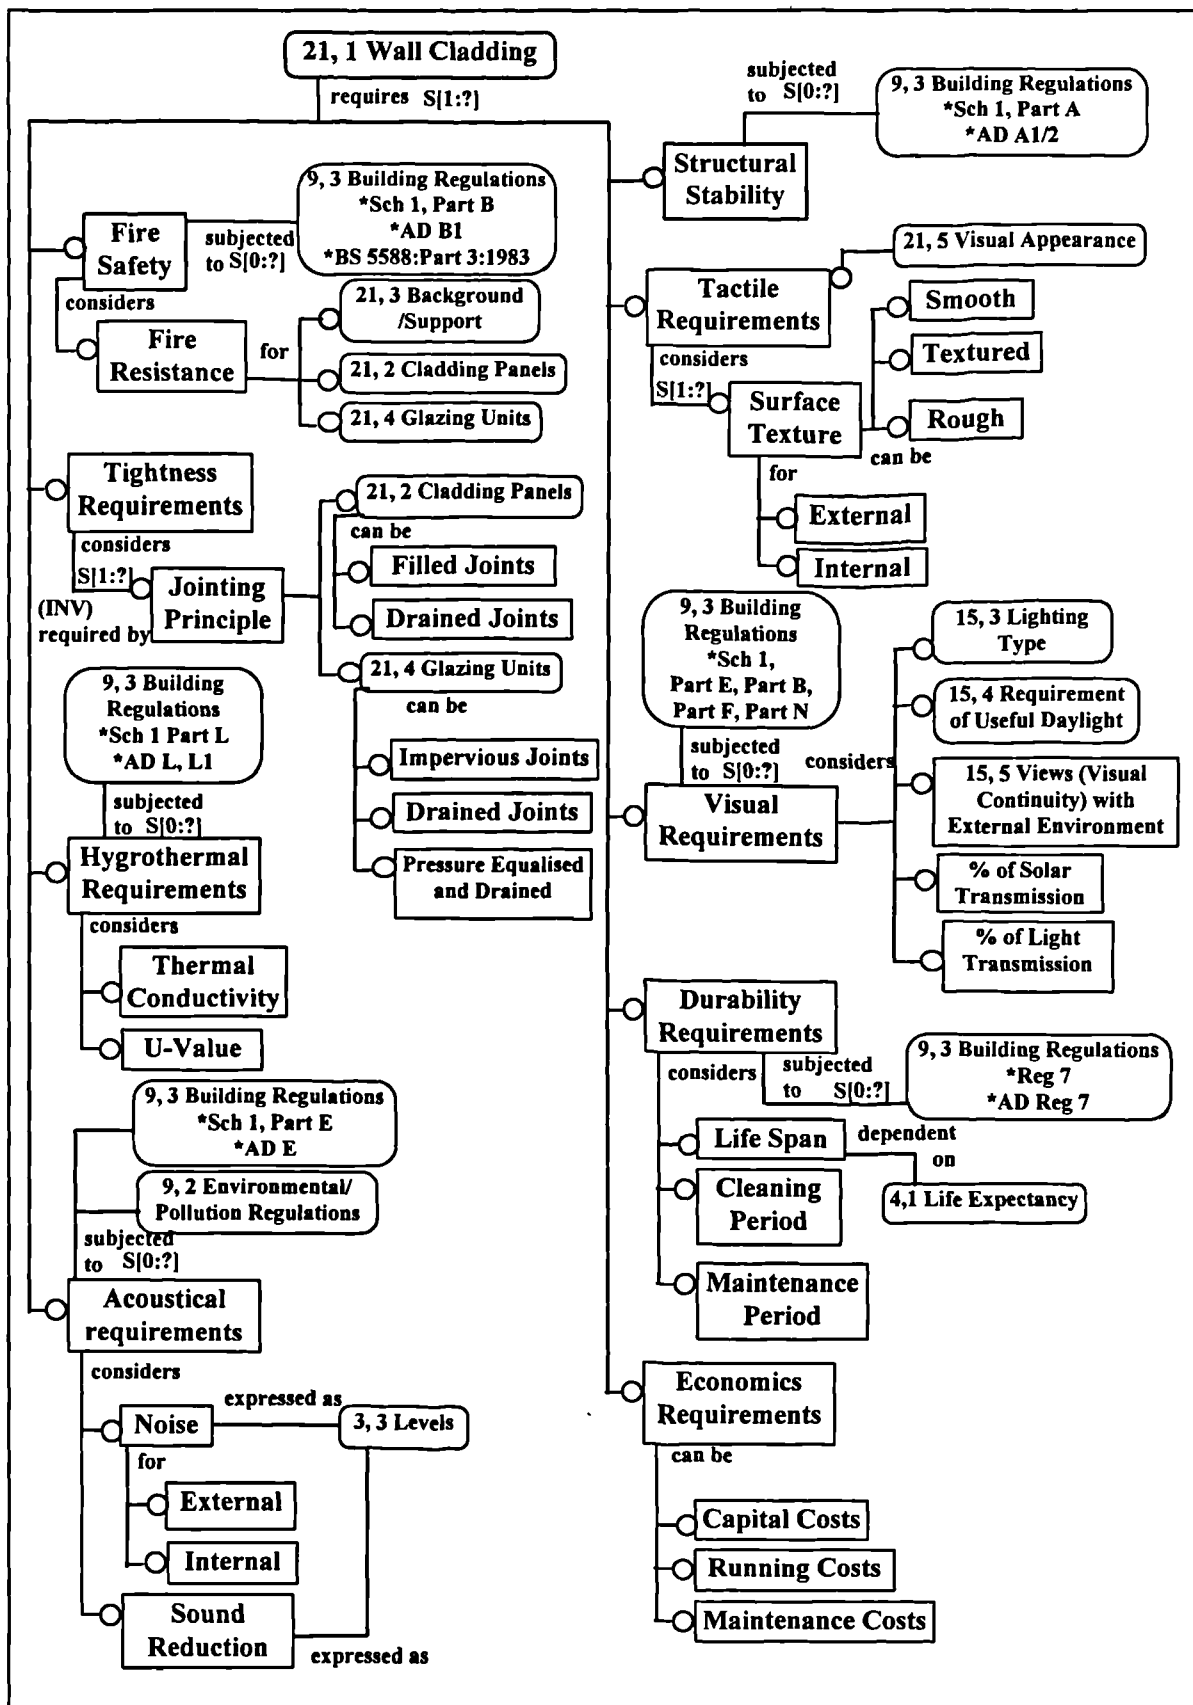 21, 1 Wall Cladding
requires S[1:?]
9, 3 Building Regulations
*Sch 1, Part B
*AD B1
*BS 5588:Part 3:1983
Fire
Safety
subjected
to S[0:?]
considers
Fire
Resistance
for
21, 3 Background
/Support
21, 2 Cladding Panels
21, 4 Glazing Units
Tightness
Requirements
considers
S[1:?]
(INV)
required by
Jointing
Principle
21, 2 Cladding Panels
can be
Filled Joints
Drained Joints
21, 4 Glazing Units
can be
Impervious Joints
Drained Joints
Pressure Equalised
and Drained
9, 3 Building
Regulations
*Sch 1 Part L
*AD L, L1
subjected
to S[0:?]
Hygrothermal
Requirements
considers
Thermal
Conductivity
U-Value
9, 3 Building Regulations
*Sch 1, Part E
*AD E
9, 2 Environmental/
Pollution Regulations
subjected
to S[0:?]
Acoustical
requirements
considers
Noise
expressed as
3, 3 Levels
for
External
Internal
Sound
Reduction
expressed as
subjected
to S[0:?]
9, 3 Building Regulations
*Sch 1, Part A
*AD A1/2
Structural
Stability
21, 5 Visual Appearance
Tactile
Requirements
Smooth
Textured
Rough
considers
S[1:?]
Surface
Texture
can be
for
External
Internal
9, 3 Building
Regulations
*Sch 1,
Part E, Part B,
Part F, Part N
subjected
to S[0:?]
considers
Visual
Requirements
15, 3 Lighting
Type
15, 4 Requirement
of Useful Daylight
15, 5 Views (Visual
Continuity) with
External Environment
% of Solar
Transmission
% of Light
Transmission
Durability
Requirements
considers
subjected
to S[0:?]
9, 3 Building Regulations
*Reg 7
*AD Reg 7
Life Span
dependent
on
4,1 Life Expectancy
Cleaning
Period
Maintenance
Period
Economics
Requirements
can be
Capital Costs
Running Costs
Maintenance Costs